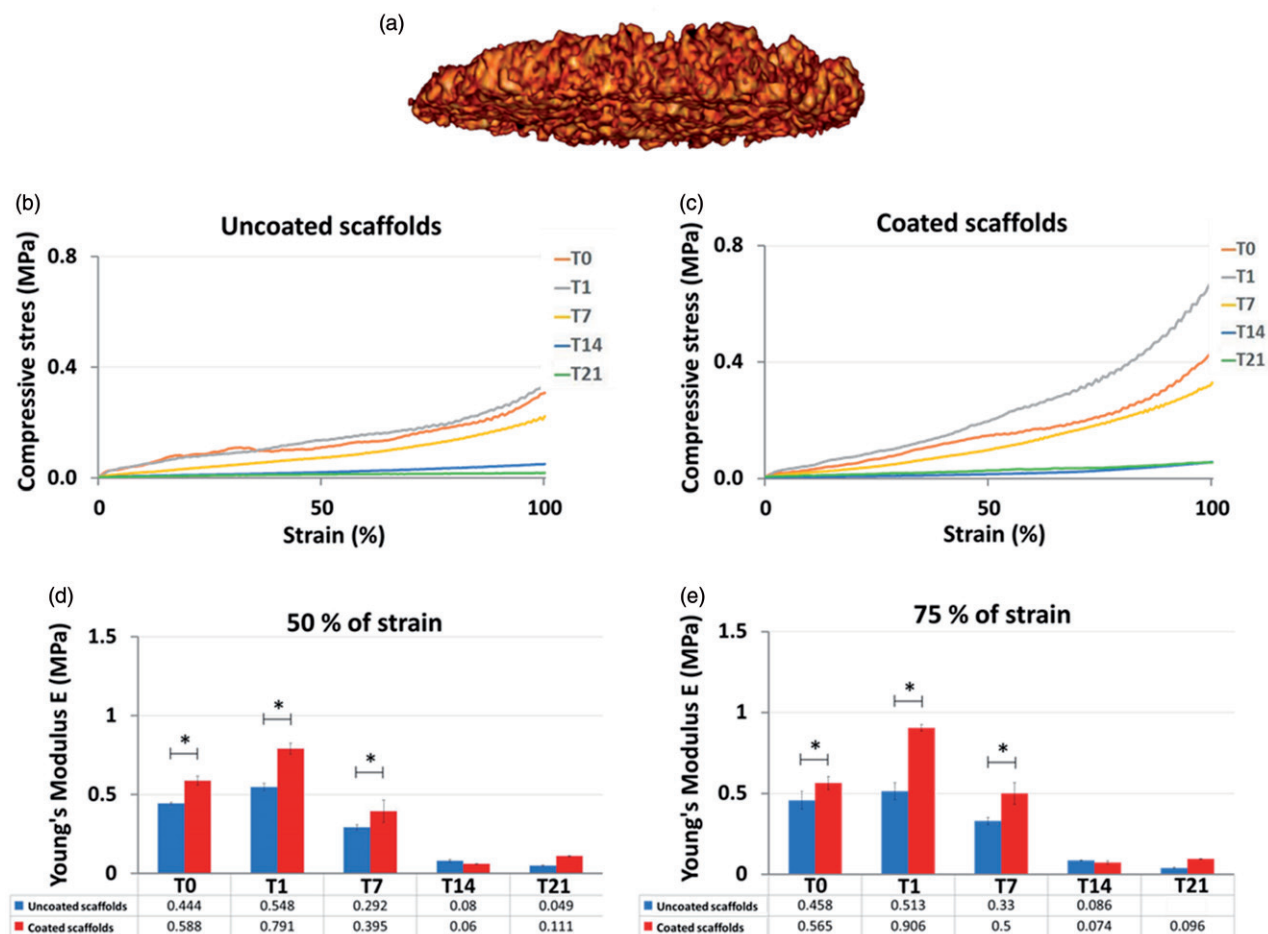 (a)
(b)
Uncoated scaffolds
Compressive stres (MPa)
0.8
0.4
0.0
0
50
100
Strain (%)
T0
T1
T7
T14
T21
(c)
Coated scaffolds
Compressive stress (MPa)
0.8
0.4
0.0
0
50
100
Strain (%)
T0
T1
T7
T14
T21
(d)
50 % of strain
Young's Modulus E (MPa)
1.5
1
0.5
0
*
*
*
T0 T1 T7 T14 T21
Uncoated scaffolds 0.444 0.548 0.292 0.08 0.049
Coated scaffolds 0.588 0.791 0.395 0.06 0.111
(e)
75 % of strain
Young's Modulus E (MPa)
1.5
1
0.5
0
*
*
*
T0 T1 T7 T14 T21
Uncoated scaffolds 0.458 0.513 0.33 0.086
Coated scaffolds 0.565 0.906 0.5 0.074 0.096